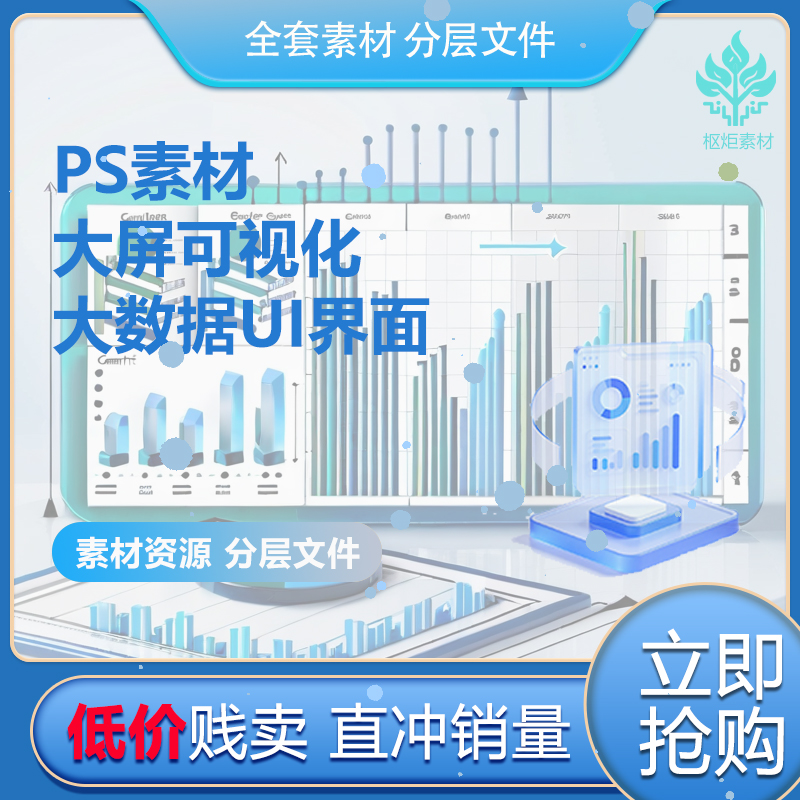 全套素材 分层文件
枢炬素材
PS素材
大屏可视化
大数据UI界面
素材资源 分层文件
低价贱卖 直冲销量
立即
抢购